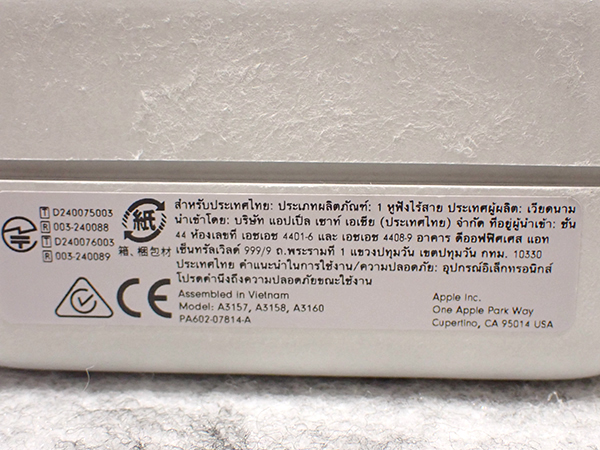 T D240075003
R 003-240088
T D240076003
R 003-240089
紙
箱、梱包材
สำหรับประเทศไทย: ประเภทผลิตภัณฑ์: 1 หูฟังไร้สาย ประเทศผู้ผลิต: เวียดนาม
นำเข้าโดย: บริษัท แอปเปิ้ล เซาท์ เอเชีย (ประเทศไทย) จำกัด ที่อยู่ผู้นำเข้า: ชั้น
44 ห้องเลขที่ เอชเอช 4401-6 และ เอชเอช 4408-9 อาคาร ดิออฟฟิศเศส แอท
เซ็นทรัลเวิลด์ 999/9 ถ.พระรามที่ 1 แขวงปทุมวัน เขตปทุมวัน กทม. 10330
ประเทศไทย คำแนะนำในการใช้งาน/ความปลอดภัย: อุปกรณ์อิเล็กทรอนิกส์
โปรดคำนึงถึงความปลอดภัยขณะใช้งาน
CE
Assembled in Vietnam
Model: A3157, A3158, A3160
PA602-07814-A
Apple Inc.
One Apple Park Way
Cupertino, CA 95014 USA